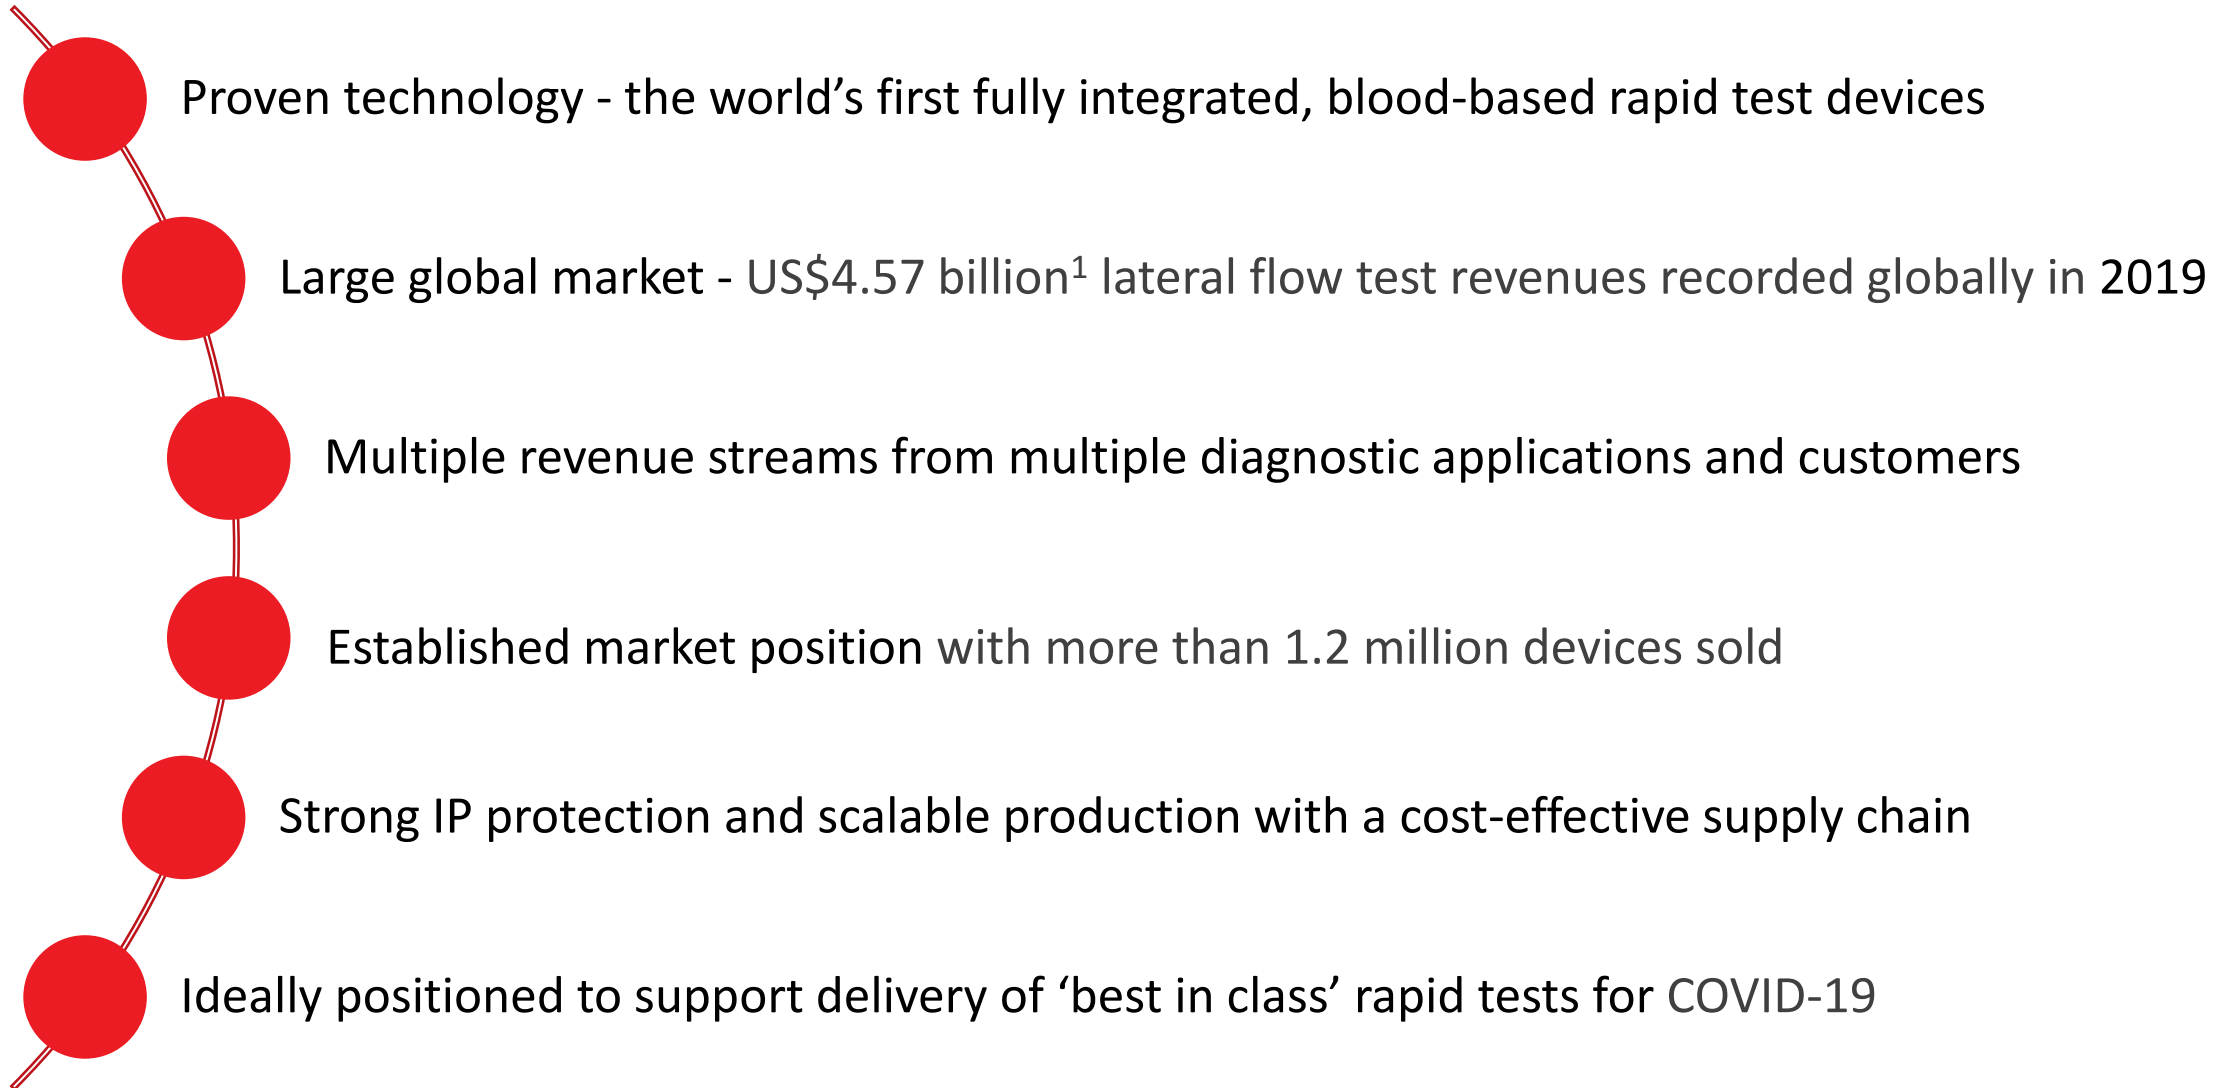 Proven technology - the world’s first fully integrated, blood-based rapid test devices
Large global market - US$4.57 billion¹ lateral flow test revenues recorded globally in 2019
Multiple revenue streams from multiple diagnostic applications and customers
Established market position with more than 1.2 million devices sold
Strong IP protection and scalable production with a cost-effective supply chain
Ideally positioned to support delivery of ‘best in class’ rapid tests for COVID-19